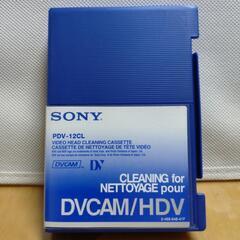 SONY
PDV-12CL
VIDEO HEAD CLEANING CASSETTE
CASSETTE DE NETTOYAGE DE TÊTE VIDÉO
DVCAM DV
CLEANING for
NETTOYAGE pour
DVCAM/HDV